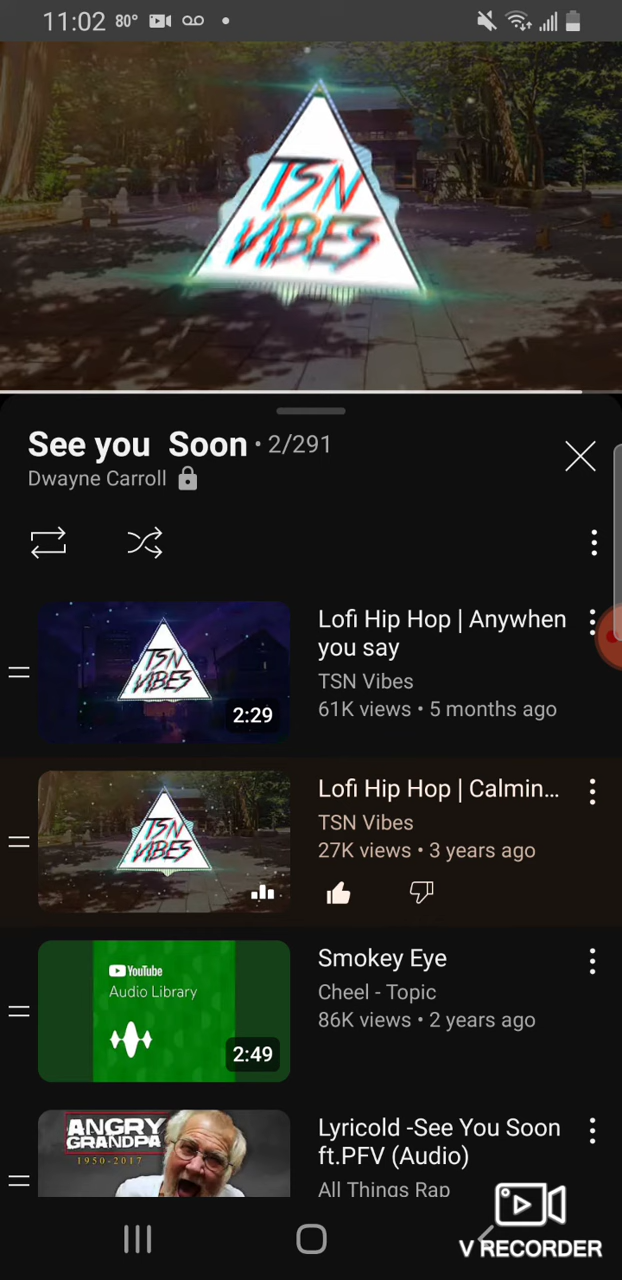 11:02 80°
TSN
VIBES
See you Soon • 2/291
Dwayne Carroll
TSN
VIBES
2:29
Lofi Hip Hop | Anywhen
you say
TSN Vibes
61K views • 5 months ago
TSN
VIBES
Lofi Hip Hop | Calmin...
TSN Vibes
27K views • 3 years ago
YouTube
Audio Library
2:49
Smokey Eye
Cheel - Topic
86K views • 2 years ago
ANGRY
GRANDPA
1950-2017
Lyricold -See You Soon
ft.PFV (Audio)
All Things Rap
V RECORDER